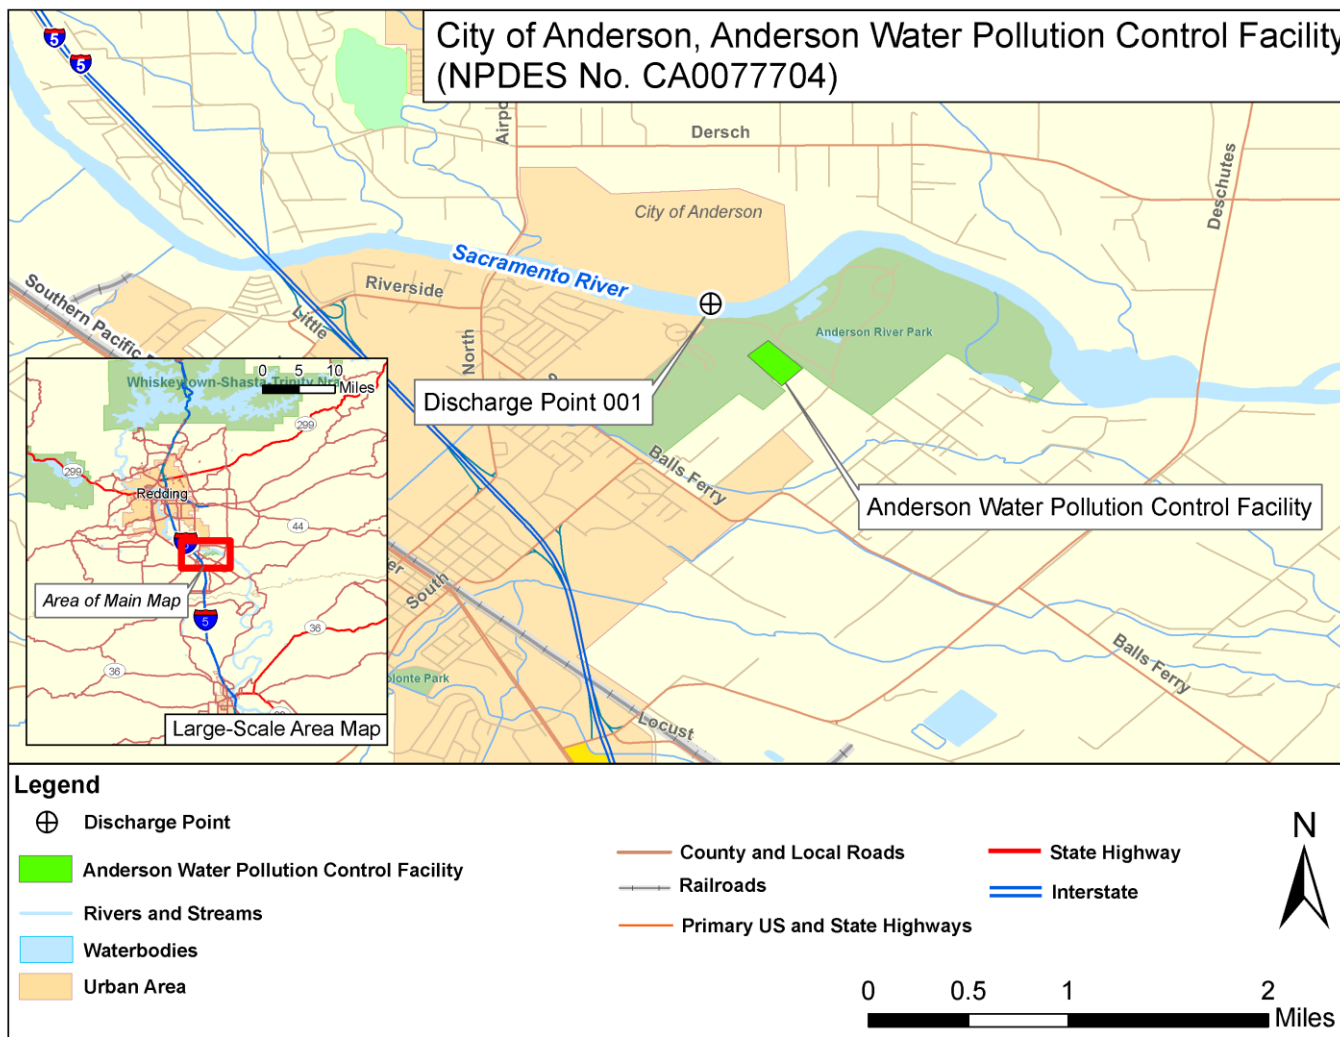 City of Anderson, Anderson Water Pollution Control Facility
(NPDES No. CA0077704)
5
5
Dersch
Deschutes
City of Anderson
Sacramento River
Riverside
Little
North
Southern Pacific
Anderson River Park
Discharge Point 001
Balls Ferry
Anderson Water Pollution Control Facility
South
Balls Ferry
Locust
0 5 10
Miles
Whiskeytown-Shasta-Trinity Nra
299
299
Redding
44
Area of Main Map
5
36
36
Large-Scale Area Map
Legend
Discharge Point
Anderson Water Pollution Control Facility
Rivers and Streams
Waterbodies
Urban Area
County and Local Roads
Railroads
Primary US and State Highways
State Highway
Interstate
N
0 0.5 1 2
Miles